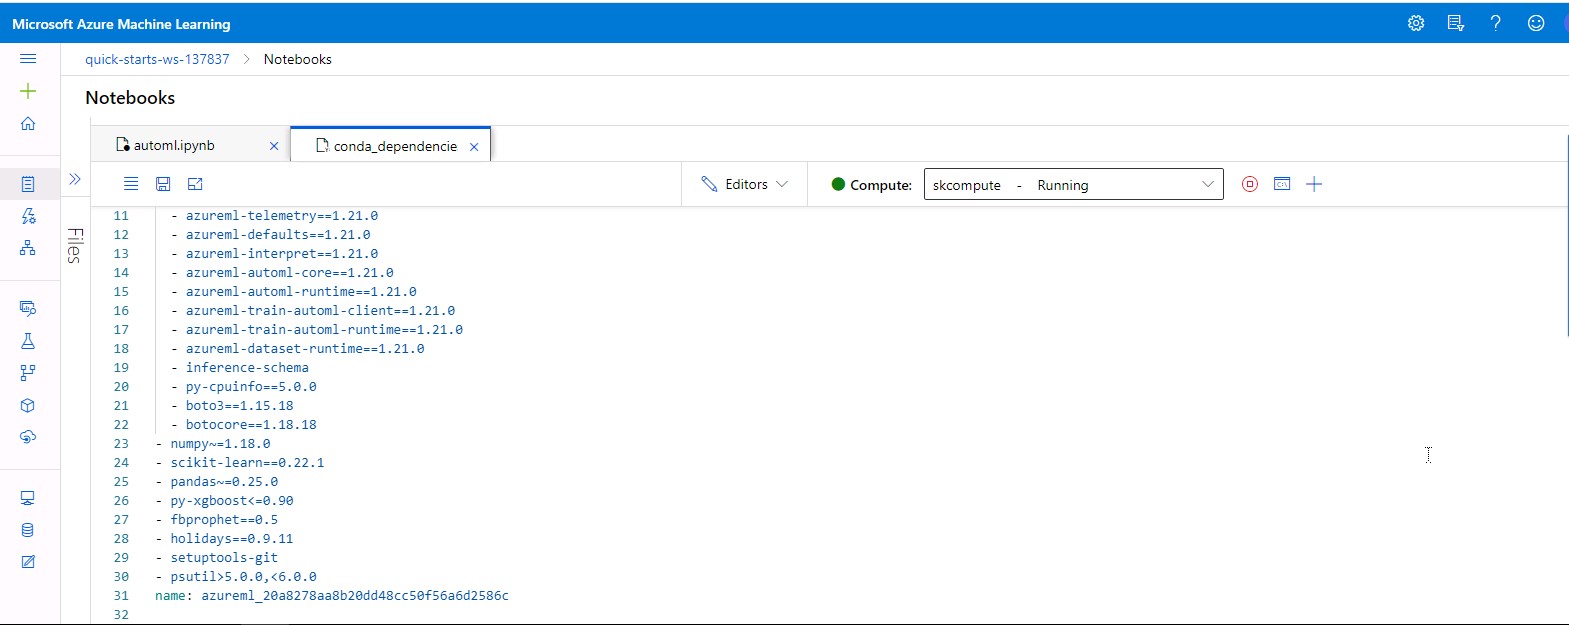 Microsoft Azure Machine Learning
quick-starts-ws-137837 > Notebooks
Notebooks
automl.ipynb
conda_dependencie
Editors
Compute:
skcompute - Running
Files
11 - azureml-telemetry==1.21.0
12 - azureml-defaults==1.21.0
13 - azureml-interpret==1.21.0
14 - azureml-automl-core==1.21.0
15 - azureml-automl-runtime==1.21.0
16 - azureml-train-automl-client==1.21.0
17 - azureml-train-automl-runtime==1.21.0
18 - azureml-dataset-runtime==1.21.0
19 - inference-schema
20 - py-cpuinfo==5.0.0
21 - boto3==1.15.18
22 - botocore==1.18.18
23 - numpy~=1.18.0
24 - scikit-learn==0.22.1
25 - pandas~=0.25.0
26 - py-xgboost<=0.90
27 - fbprophet==0.5
28 - holidays==0.9.11
29 - setuptools-git
30 - psutil>5.0.0,<6.0.0
31 name: azureml_20a8278aa8b20dd48cc50f56a6d2586c
32